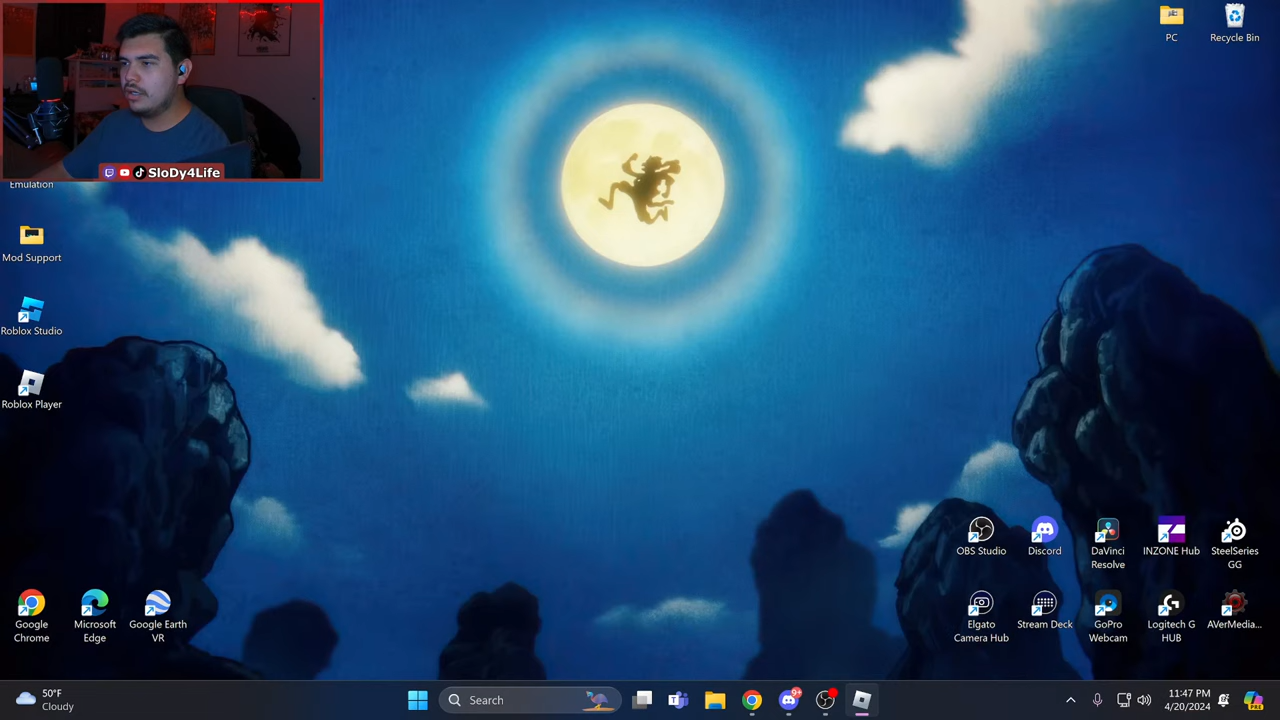 PC
Recycle Bin
SloDy4Life
Emulation
Mod Support
Roblox Studio
Roblox Player
OBS Studio
Discord
DaVinci
Resolve
INZONE Hub
SteelSeries
GG
Google
Chrome
Microsoft
Edge
Google Earth
VR
Elgato
Camera Hub
Stream Deck
GoPro
Webcam
Logitech G
HUB
AVerMedia...
50°F
Cloudy
Search
9+
11:47 PM
4/20/2024
PRE